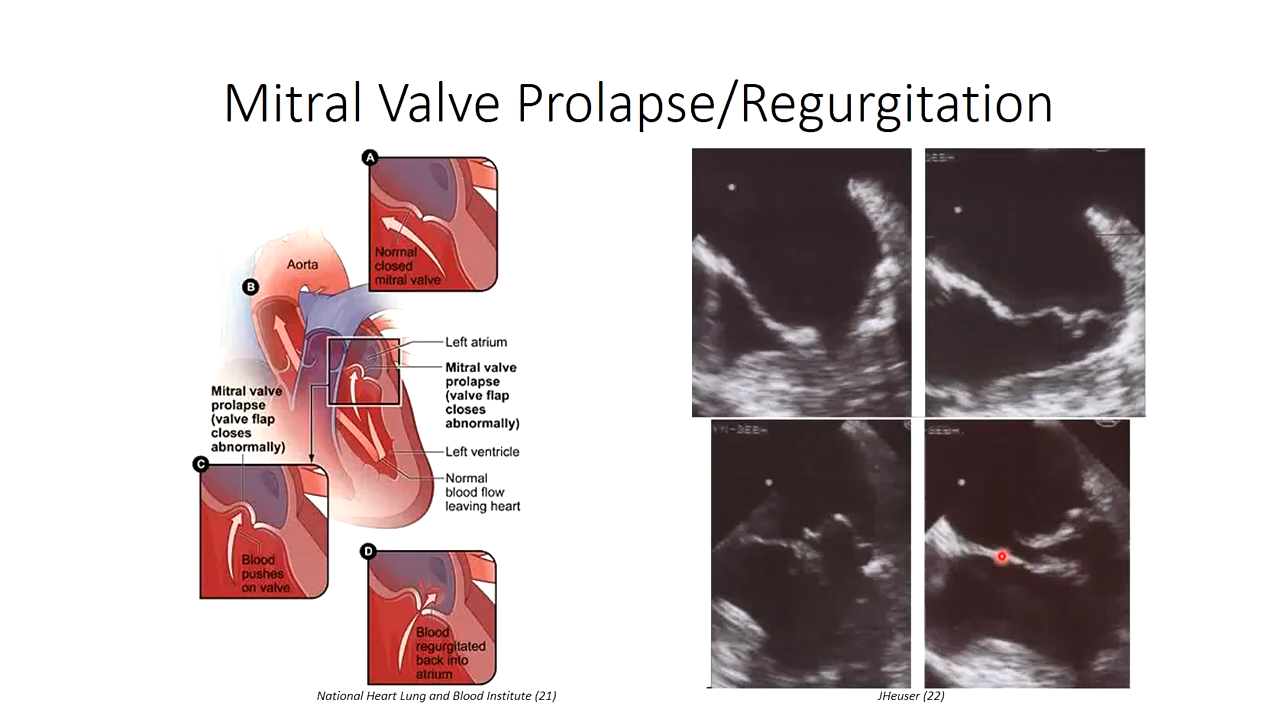 Mitral Valve Prolapse/Regurgitation
A
Normal
closed
mitral valve
Aorta
B
Left atrium
Mitral valve
prolapse
(valve flap
closes
abnormally)
Mitral valve
prolapse
(valve flap
closes
abnormally)
Left ventricle
Normal
blood flow
leaving heart
C
Blood
pushes
on valve
D
Blood
regurgitated
back into
atrium
National Heart Lung and Blood Institute (21)
JHeuser (22)